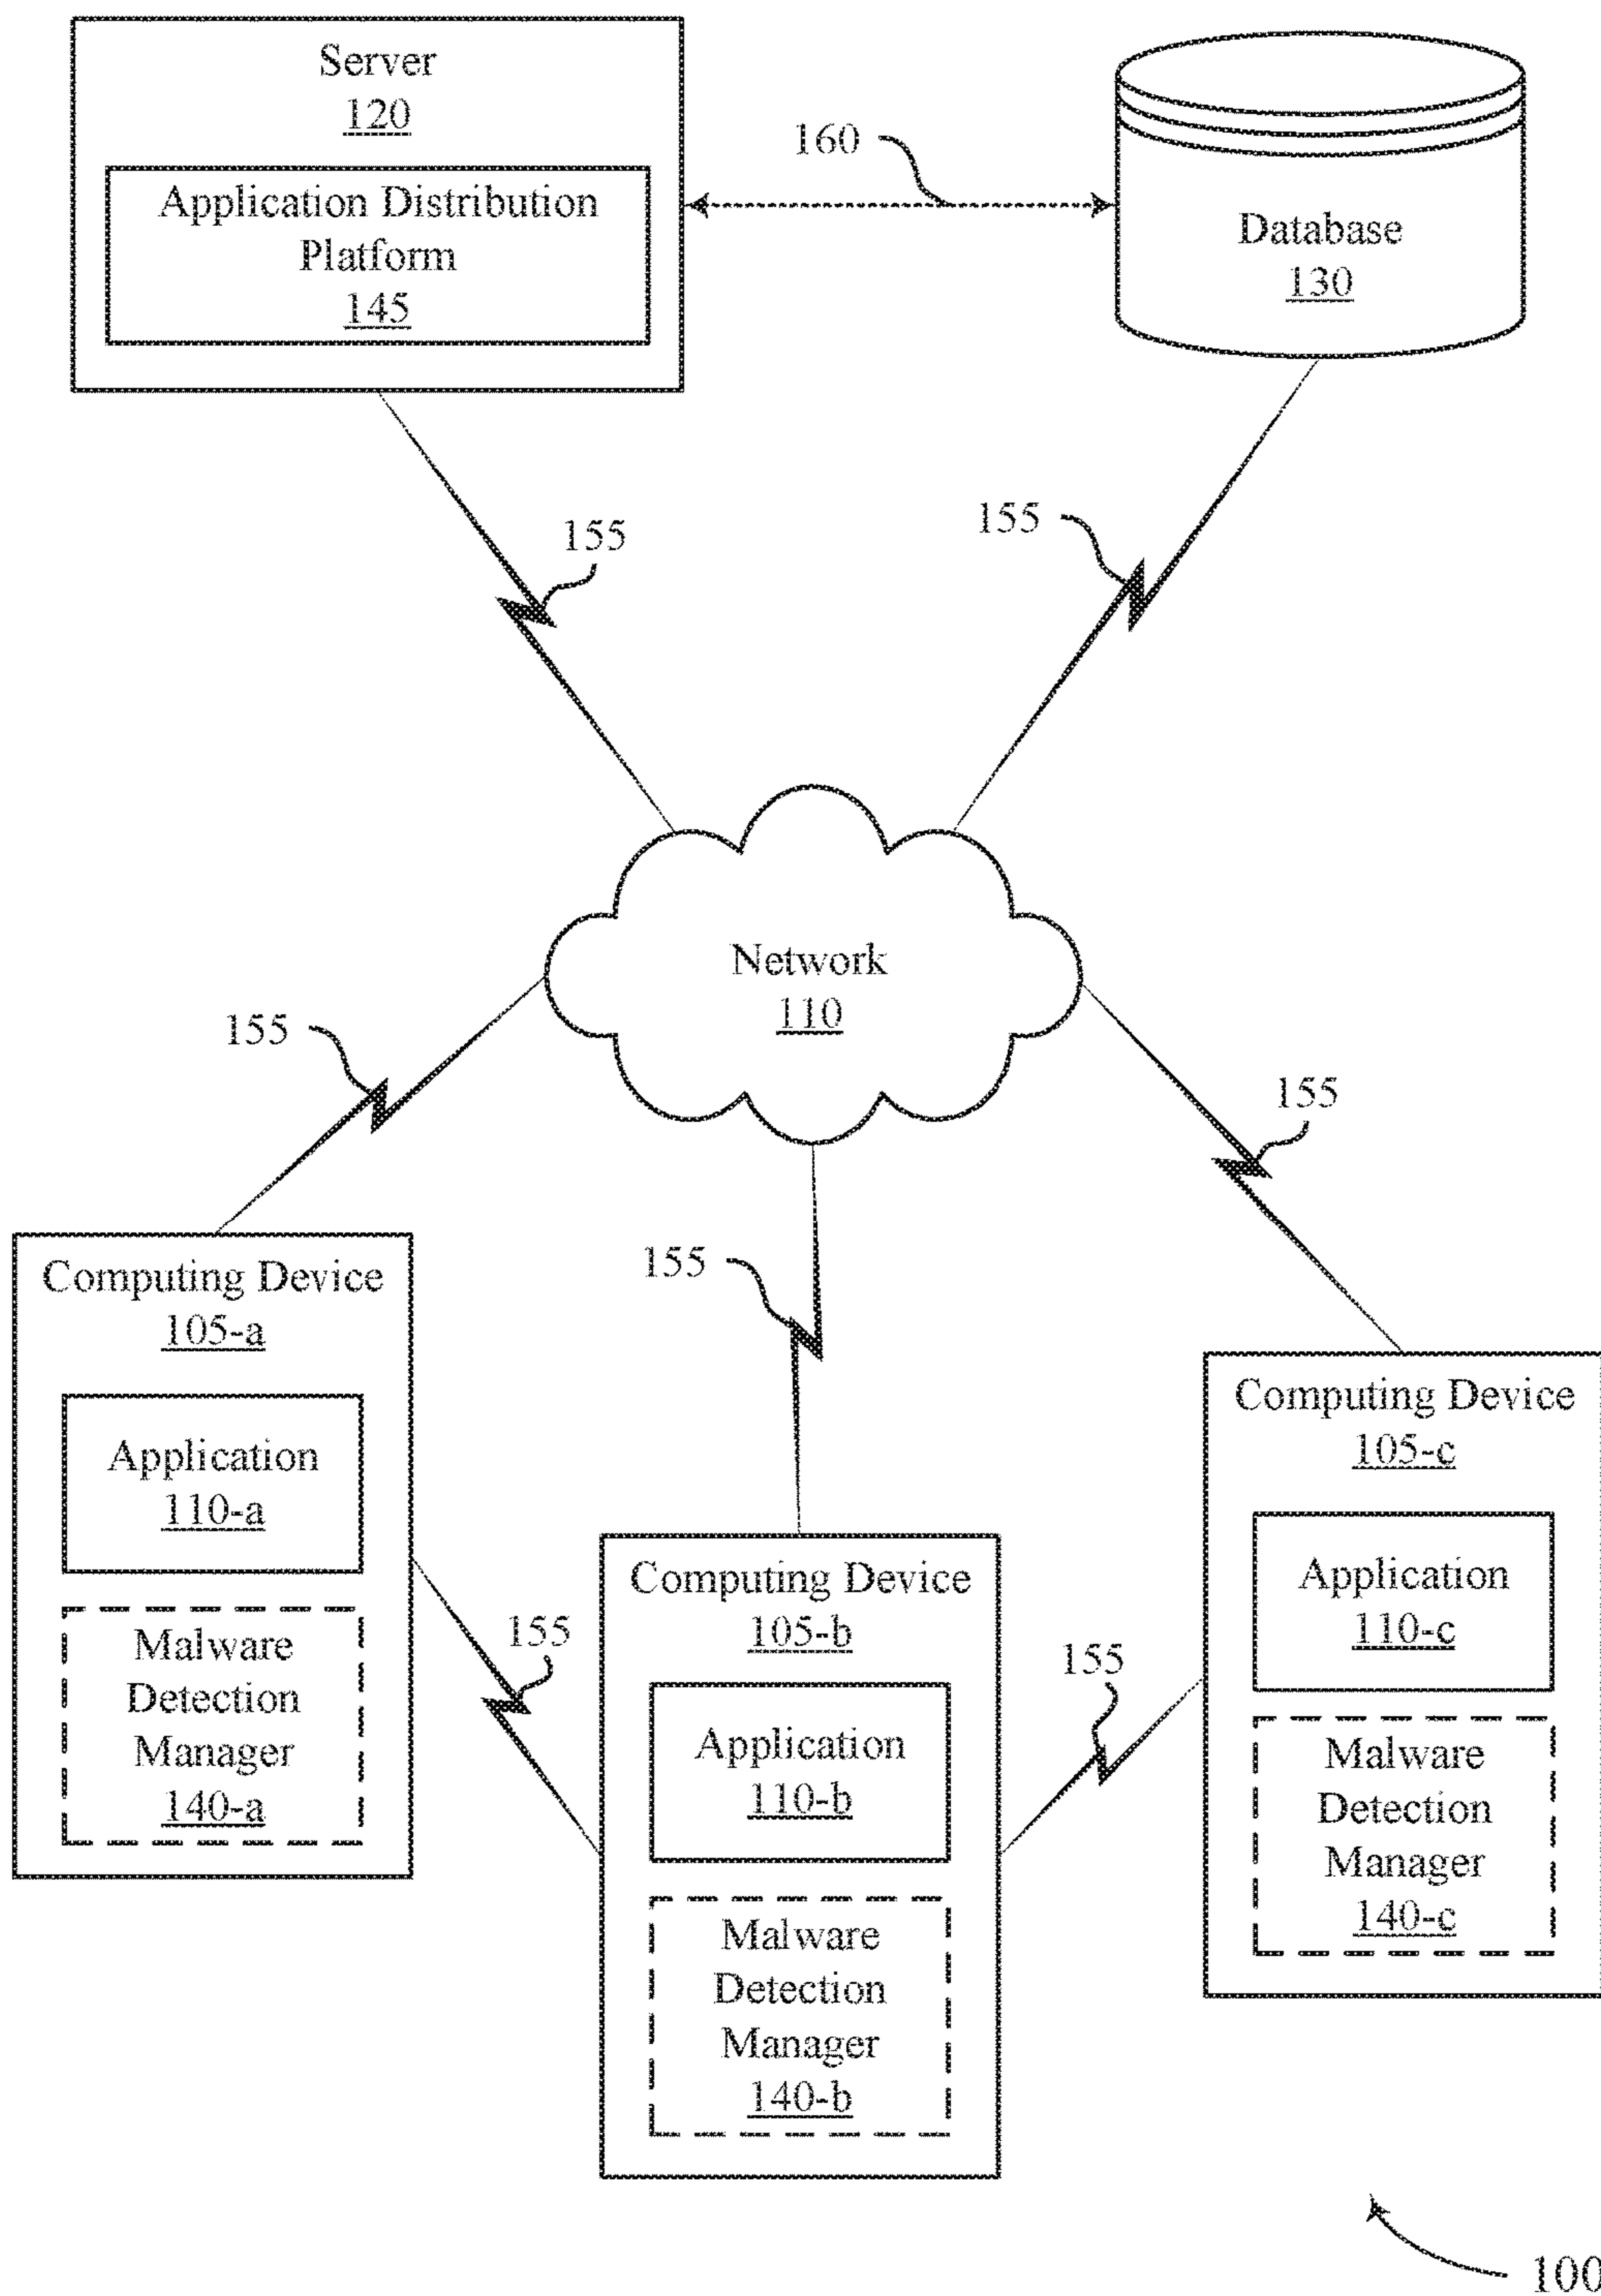 Server
120
Application Distribution
Platform
145
160
Database
130
155
155
Network
110
155
155
155
Computing Device
105-a
Application
110-a
Malware
Detection
Manager
140-a
155
Computing Device
105-b
Application
110-b
Malware
Detection
Manager
140-b
155
Computing Device
105-c
Application
110-c
Malware
Detection
Manager
140-c
100